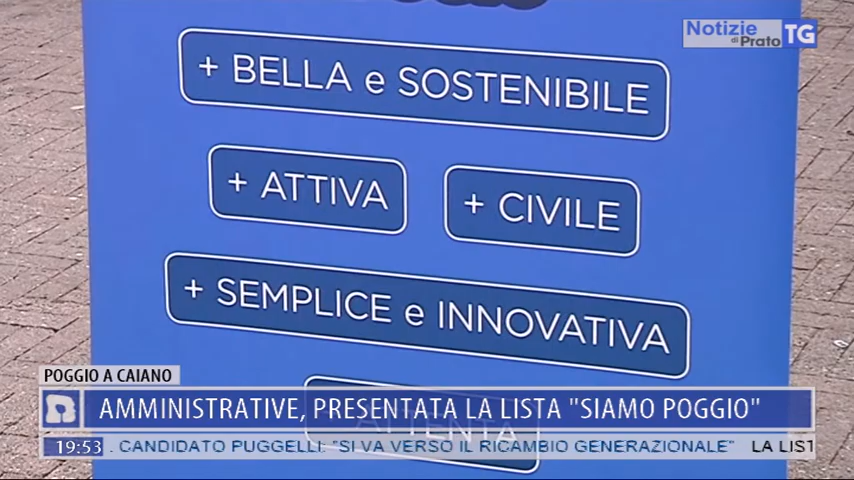 Notizie
di Prato TG
+ BELLA e SOSTENIBILE
+ ATTIVA
+ CIVILE
+ SEMPLICE e INNOVATIVA
POGGIO A CAIANO
AMMINISTRATIVE, PRESENTATA LA LISTA "SIAMO POGGIO"
ATTENTA
19:53 . CANDIDATO PUGGELLI: "SI VA VERSO IL RICAMBIO GENERAZIONALE" LA LIST